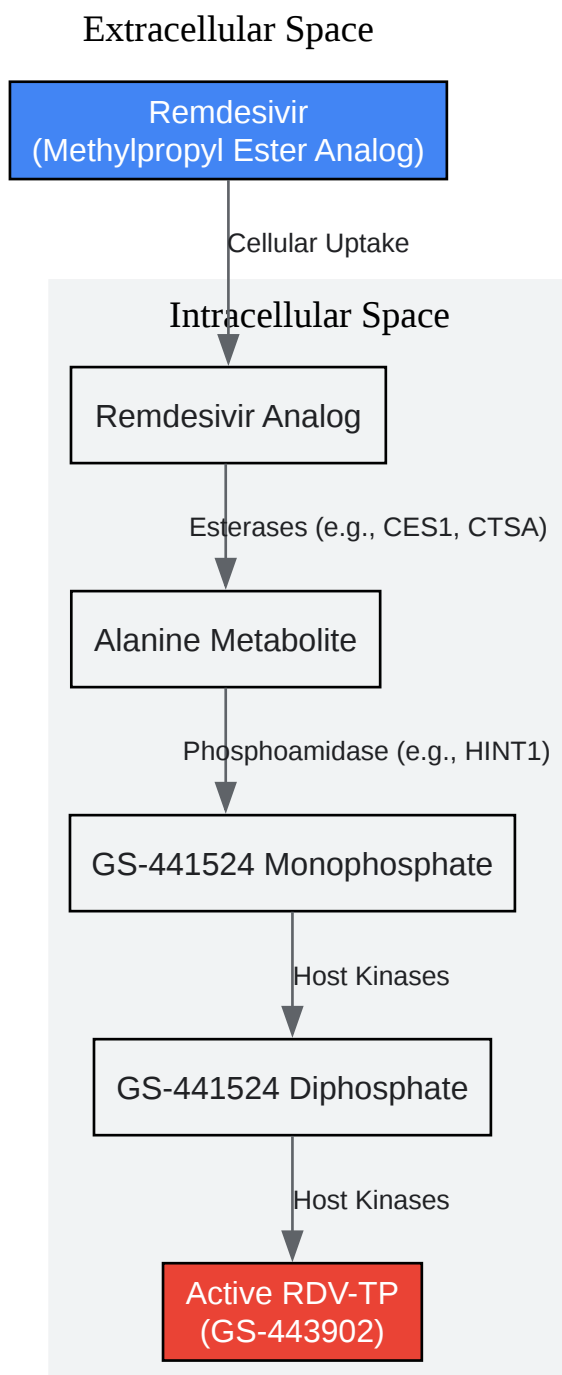 Extracellular Space
Remdesivir
(Methylpropyl Ester Analog)
Cellular Uptake
Intracellular Space
Remdesivir Analog
Esterases (e.g., CES1, CTSA)
Alanine Metabolite
Phosphoamidase (e.g., HINT1)
GS-441524 Monophosphate
Host Kinases
GS-441524 Diphosphate
Host Kinases
Active RDV-TP
(GS-443902)